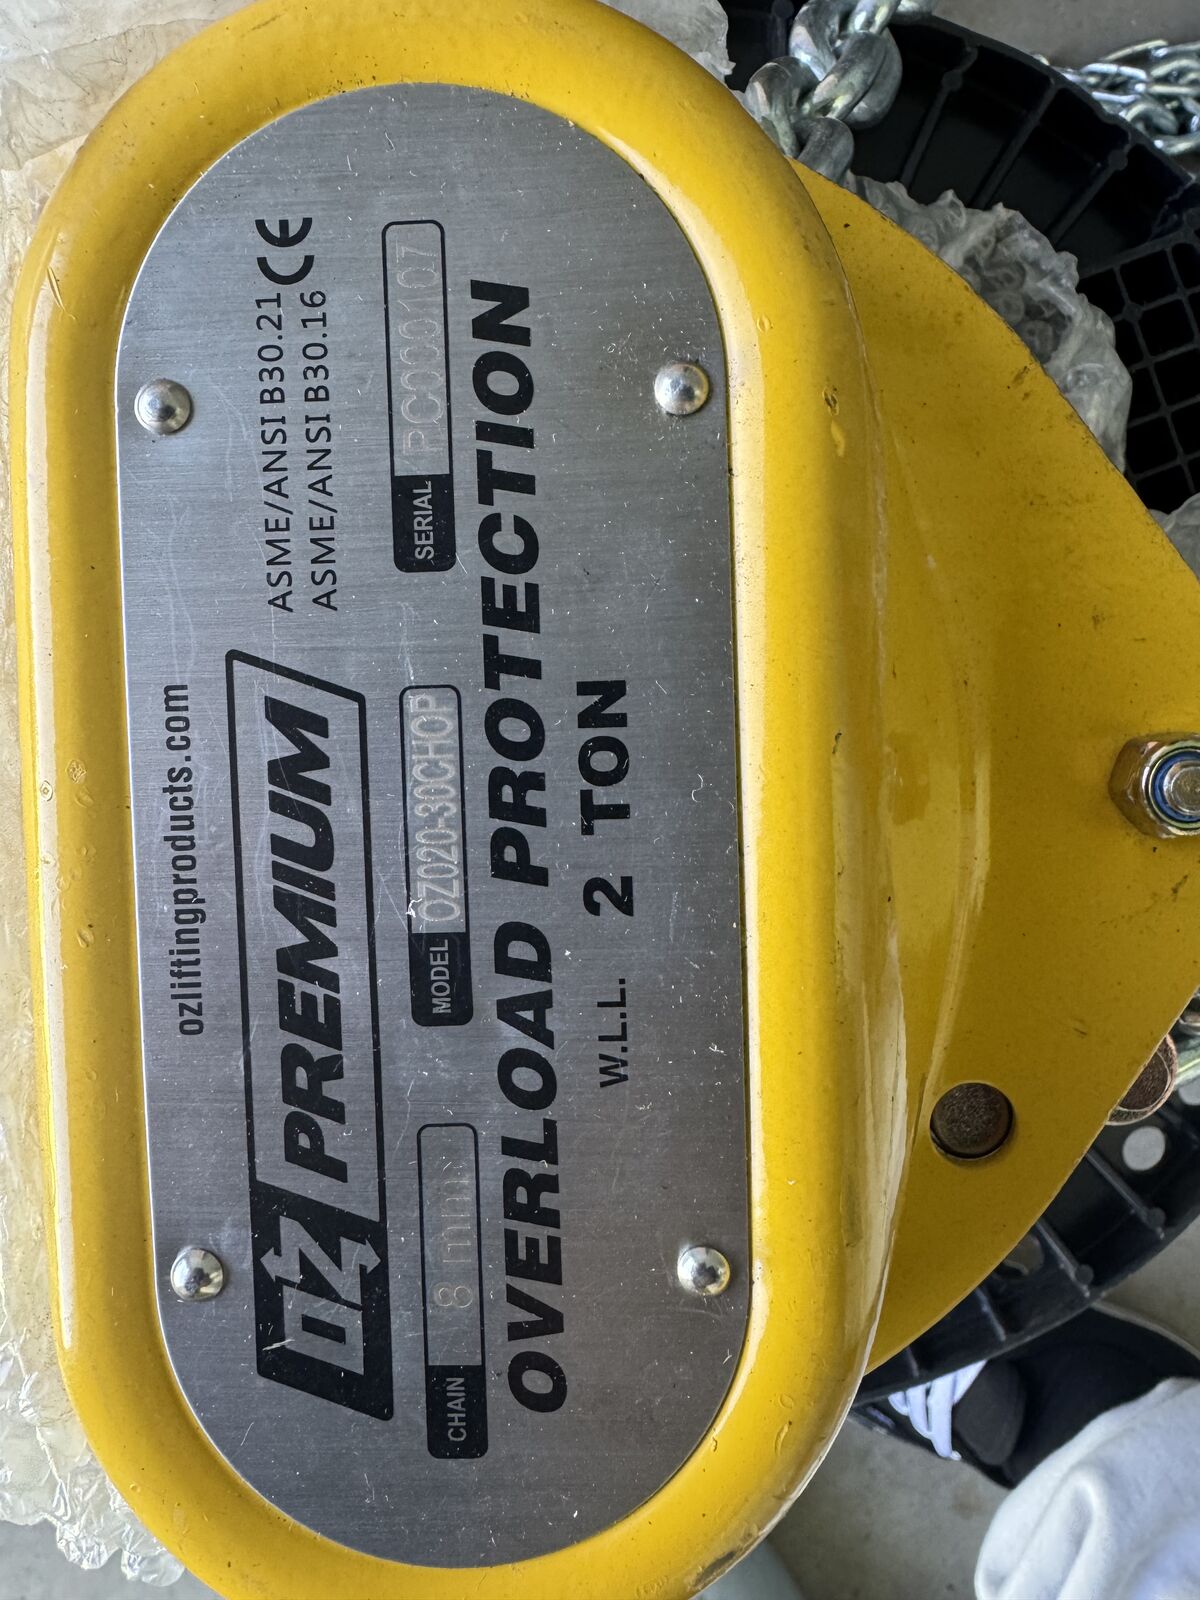 ozliftingproducts.com
OZ PREMIUM
ASME/ANSI B30.21
ASME/ANSI B30.16
CE
CHAIN 8 mm
MODEL OZ020-30CHOP
SERIAL
OVERLOAD PROTECTION
W.L.L. 2 TON